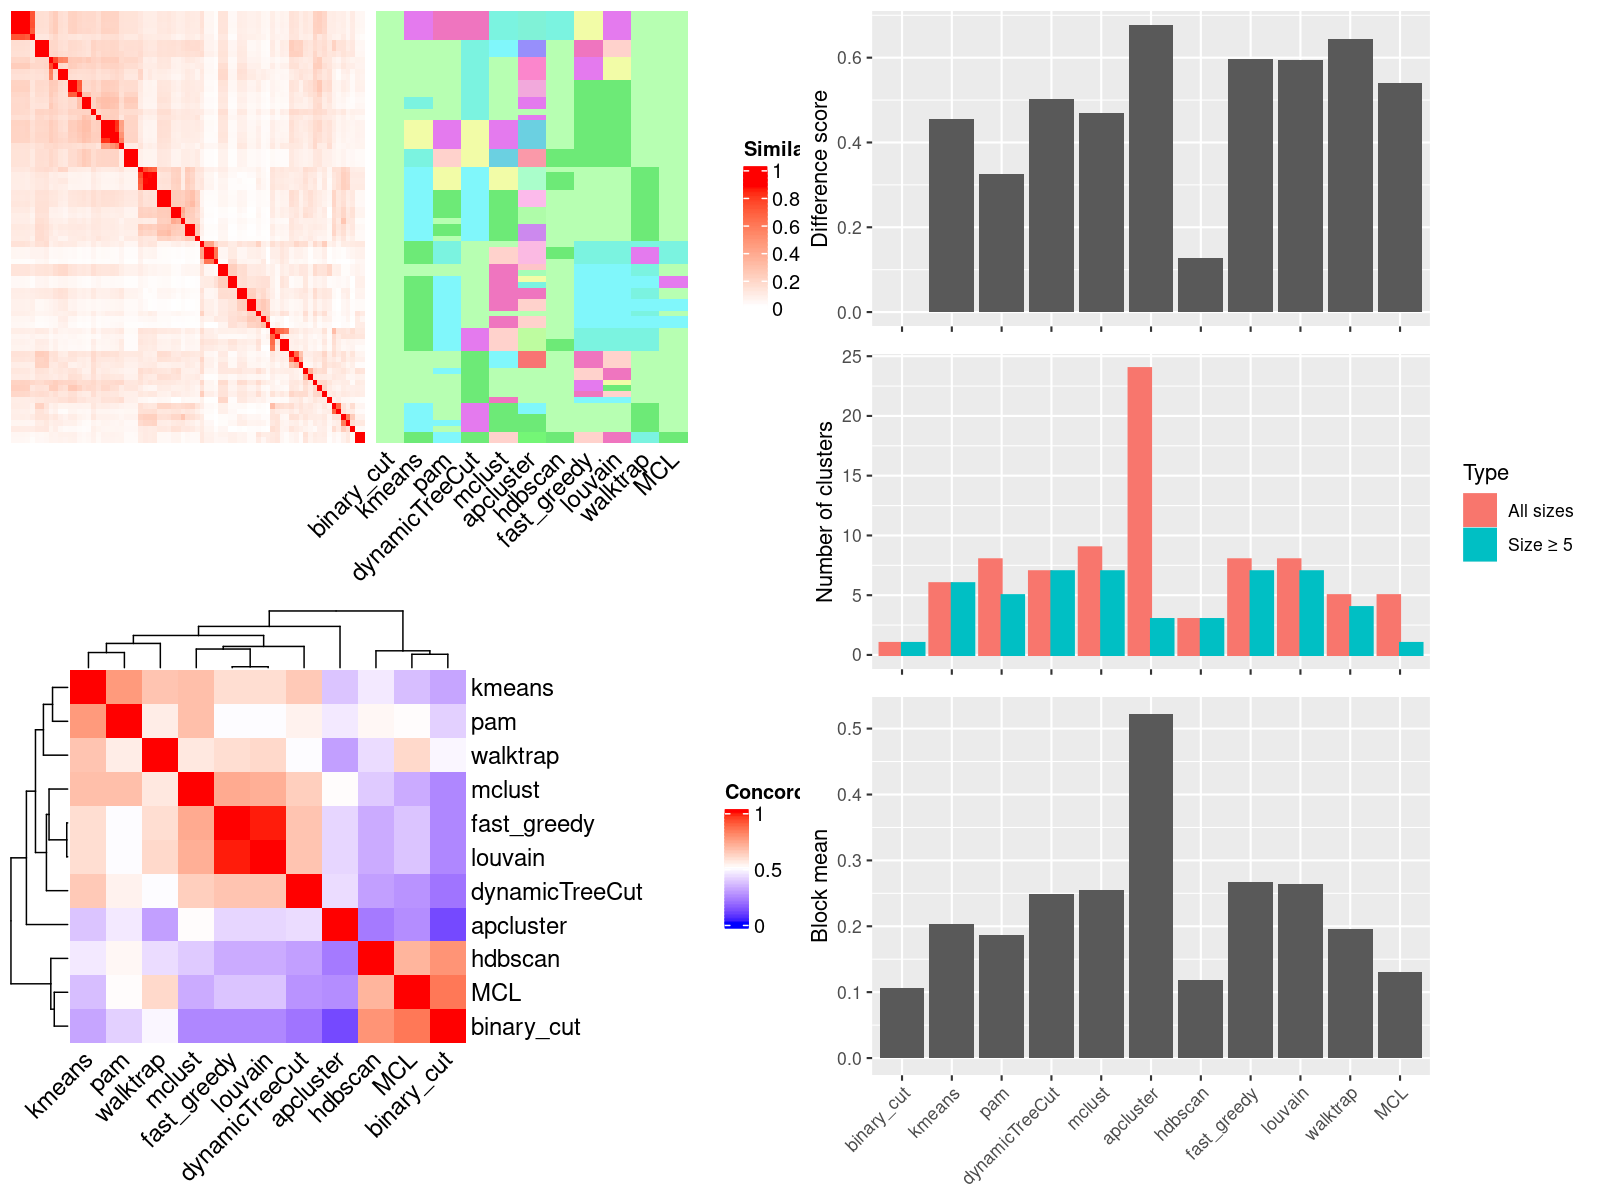 binary_cut
kmeans
pam
dynamicTreeCut
mclust
apcluster
hdbscan
fast_greedy
louvain
walktrap
MCL
Simila
1
0.8
0.6
0.4
0.2
0
kmeans
pam
walktrap
mclust
fast_greedy
louvain
dynamicTreeCut
apcluster
hdbscan
MCL
binary_cut
kmeans
pam
walktrap
mclust
fast_greedy
louvain
dynamicTreeCut
apcluster
hdbscan
MCL
binary_cut
Concor
1
0.5
0
Difference score
0.6
0.4
0.2
0.0
Number of clusters
25
20
15
10
5
0
Type
All sizes
Size ≥ 5
Block mean
0.5
0.4
0.3
0.2
0.1
0.0
binary_cut
kmeans
pam
dynamicTreeCut
mclust
apcluster
hdbscan
fast_greedy
louvain
walktrap
MCL